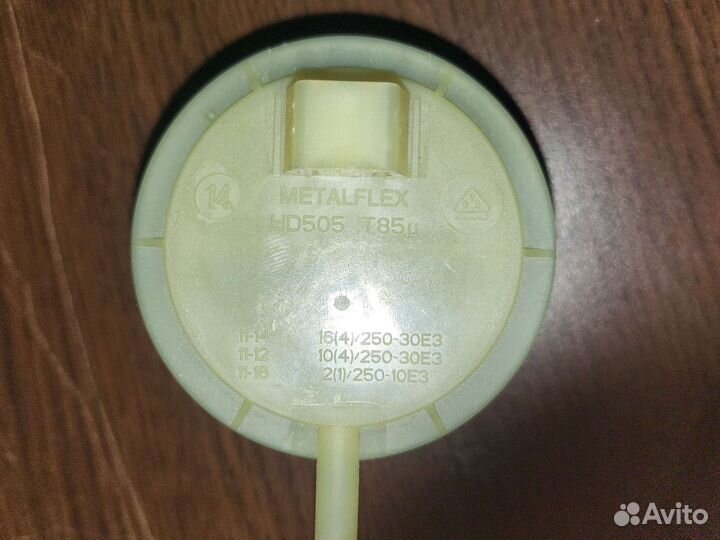 14
METALFLEX
HD505 T85µ
11-14 16(4)/250~30E3
11-12 10(4)/250~30E3
11-16 2(1)/250~10E3
Avito